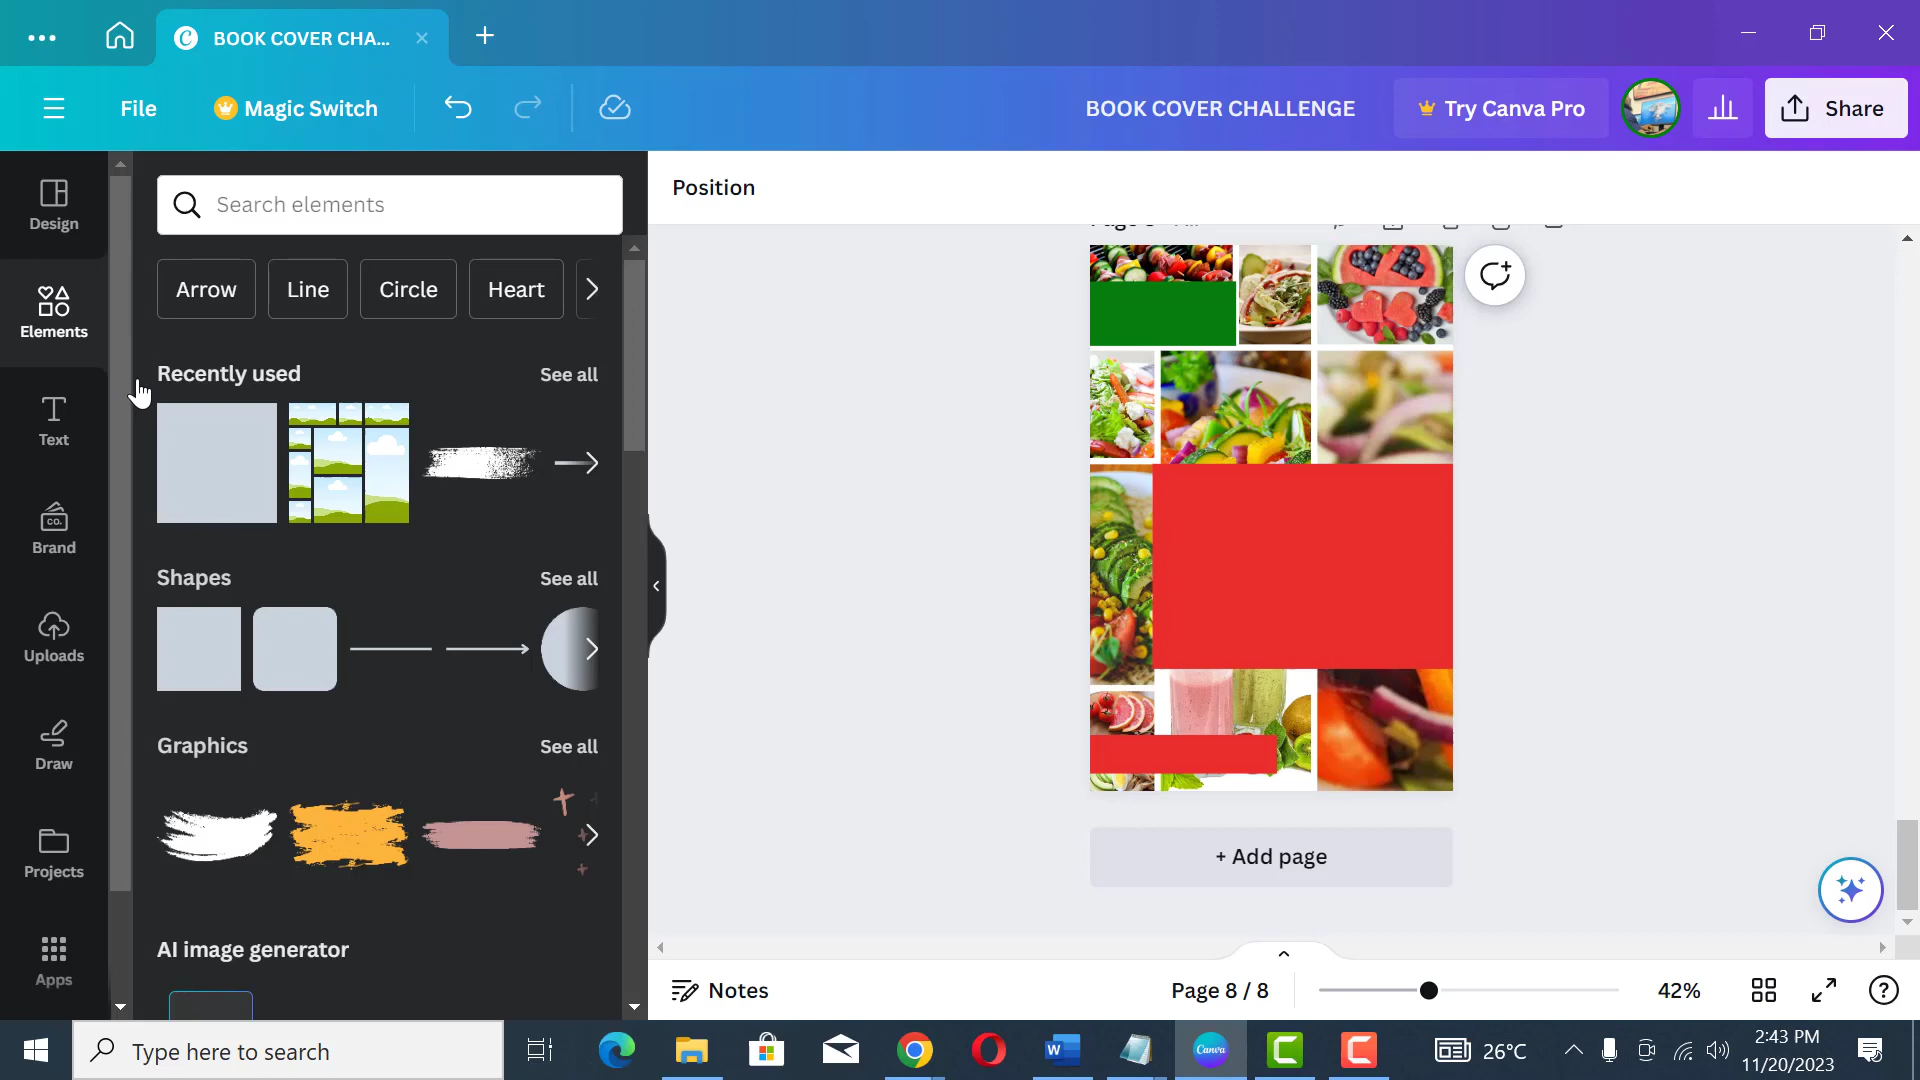 BOOK COVER CHA...
File
Magic Switch
BOOK COVER CHALLENGE
Try Canva Pro
Share
Design
Elements
Text
CO.
Brand
Uploads
Draw
Projects
Apps
Search elements
Arrow
Line
Circle
Heart
Recently used
See all
Shapes
See all
Graphics
See all
AI image generator
Position
+ Add page
Notes
Page 8 / 8
42%
Type here to search
Canva
26°C
2:43 PM
11/20/2023